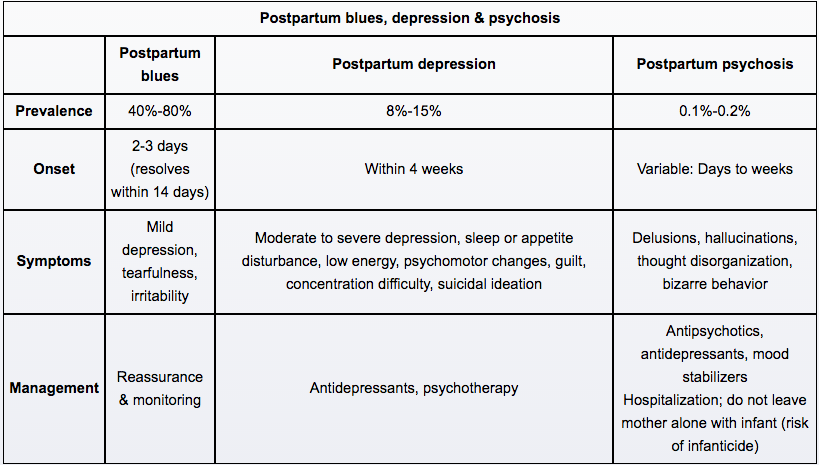 Postpartum blues, depression & psychosis
Postpartum
blues
Postpartum depression
Postpartum psychosis
Prevalence
40%-80%
8%-15%
0.1%-0.2%
Onset
2-3 days
(resolves
within 14 days)
Within 4 weeks
Variable: Days to weeks
Symptoms
Mild
depression,
tearfulness,
irritability
Moderate to severe depression, sleep or appetite
disturbance, low energy, psychomotor changes, guilt,
concentration difficulty, suicidal ideation
Delusions, hallucinations,
thought disorganization,
bizarre behavior
Management
Reassurance
& monitoring
Antidepressants, psychotherapy
Antipsychotics,
antidepressants, mood
stabilizers
Hospitalization; do not leave
mother alone with infant (risk
of infanticide)